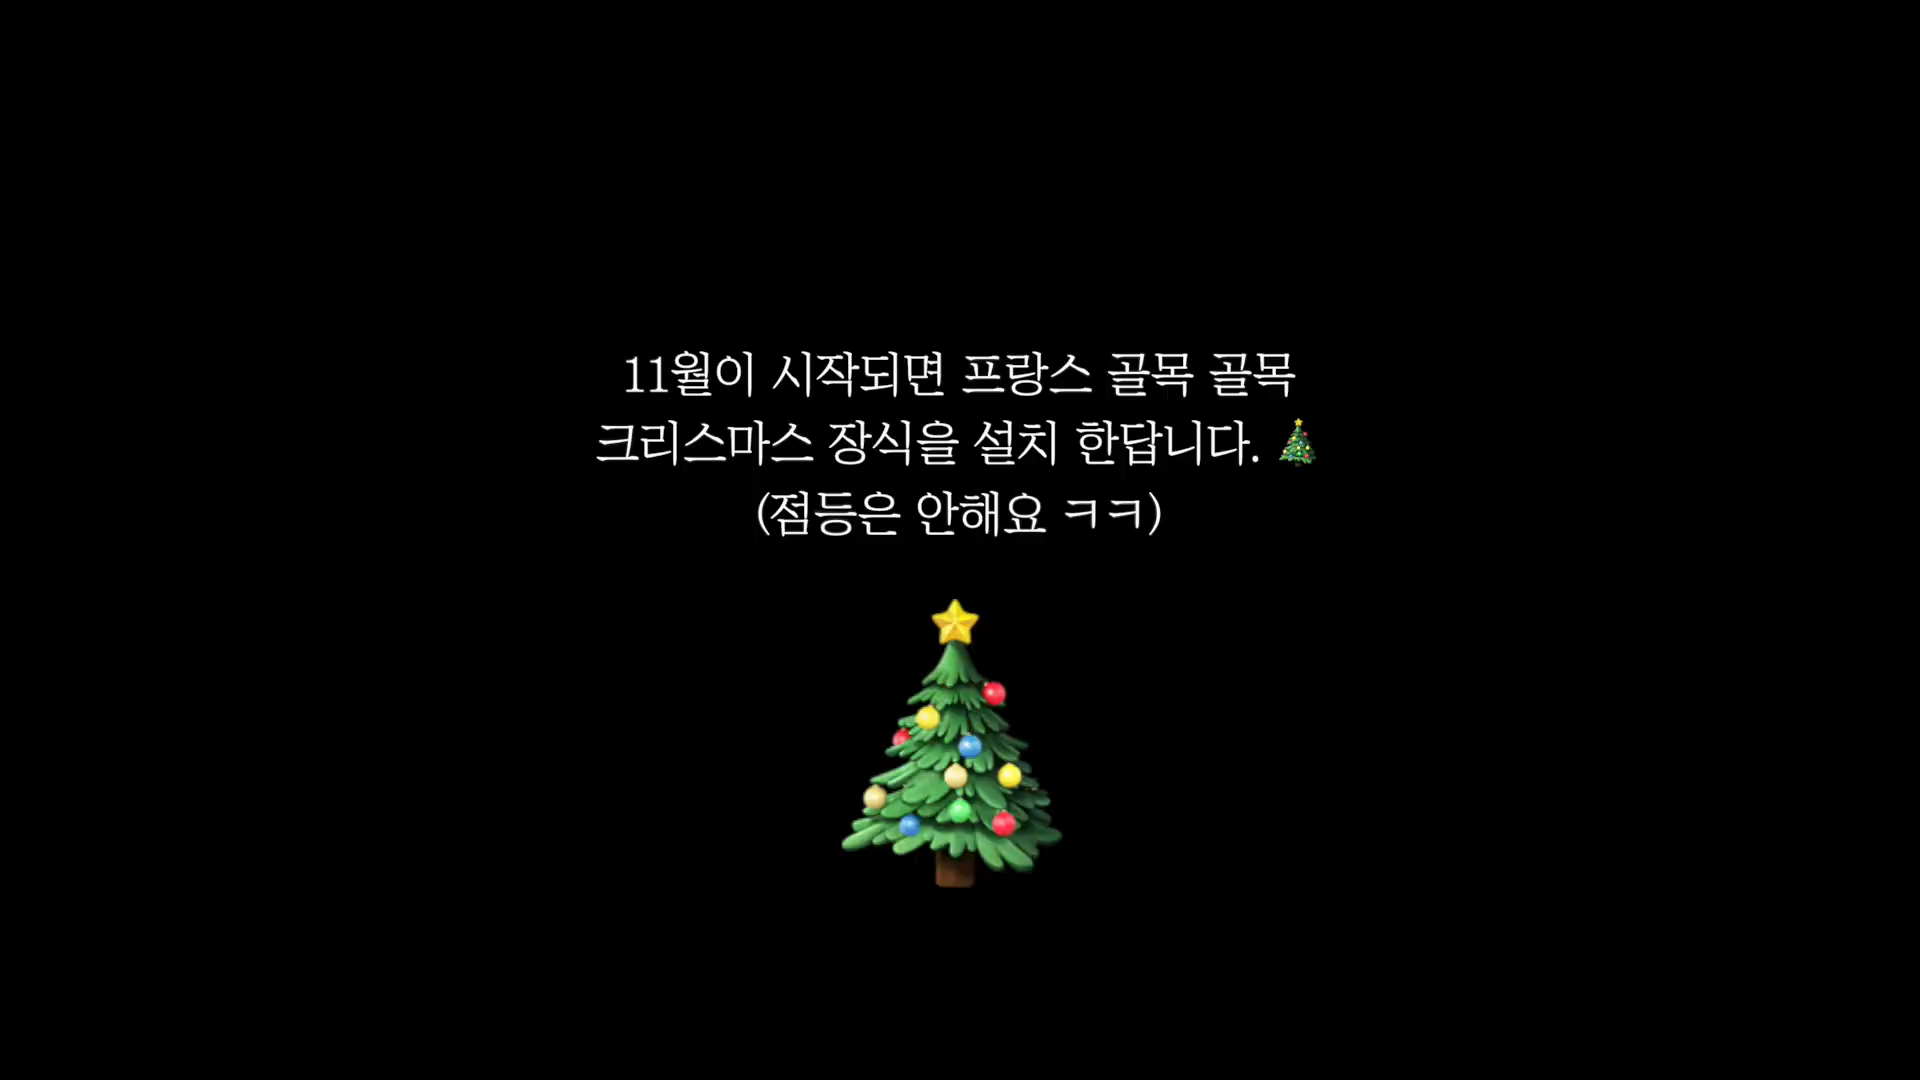 11월이 시작되면 프랑스 골목 골목
크리스마스 장식을 설치 한답니다. 🎄
(점등은 안해요 ㅋㅋ)